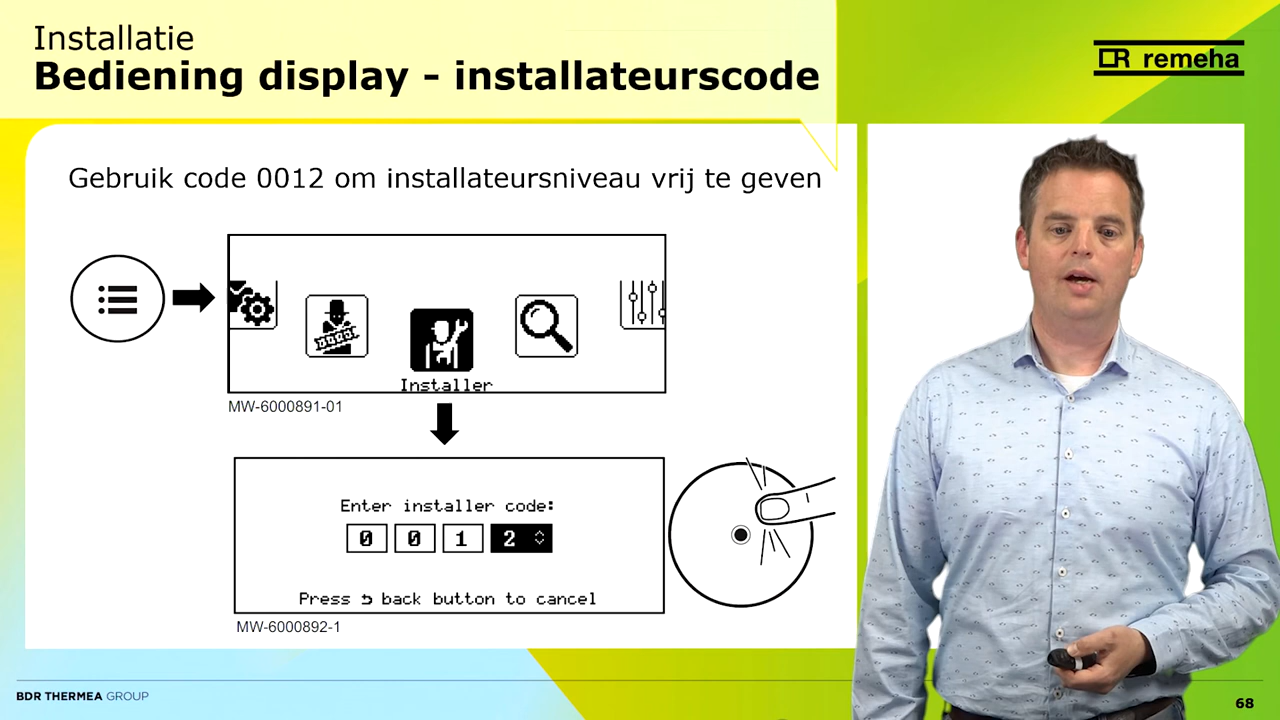 Installatie
Bediening display - installateurscode
remeha
Gebruik code 0012 om installateursniveau vrij te geven
Installer
MW-6000891-01
Enter installer code:
0 0 1 2
Press back button to cancel
MW-6000892-1
BDR THERMEA GROUP
68